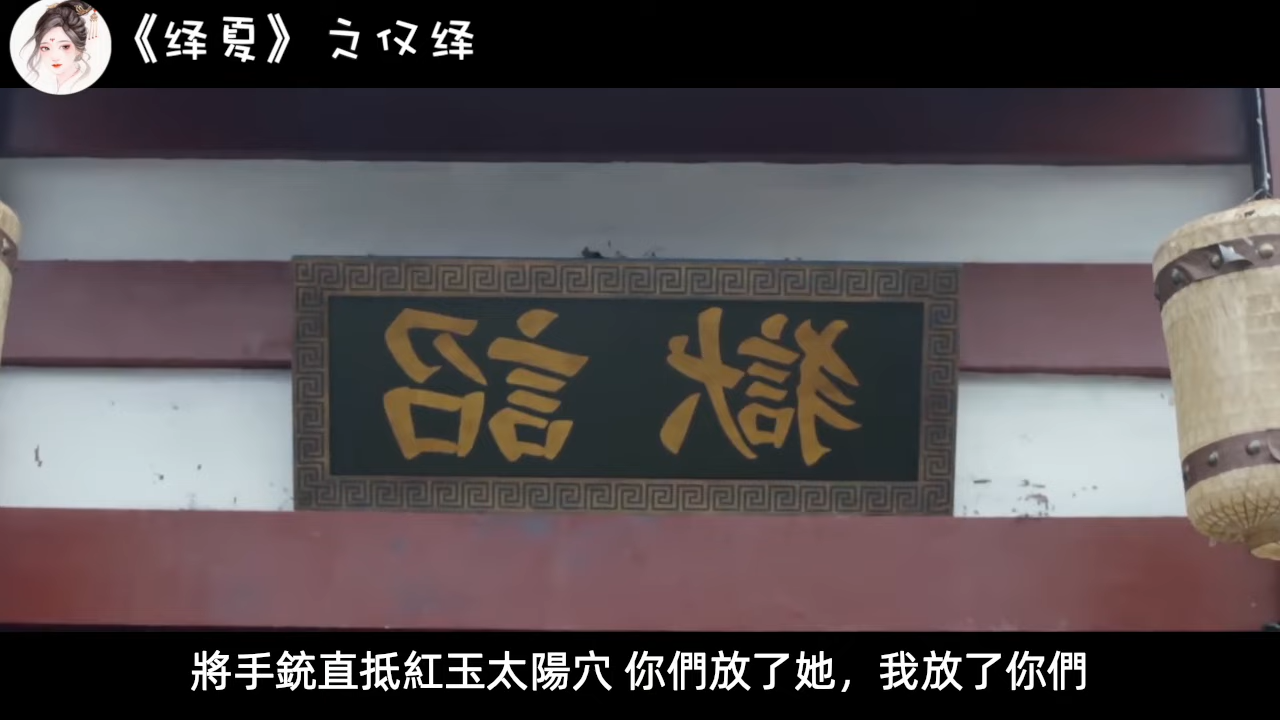 《绎夏》之仅绎
詔獄
將手銃直抵紅玉太陽穴 你們放了她，我放了你們